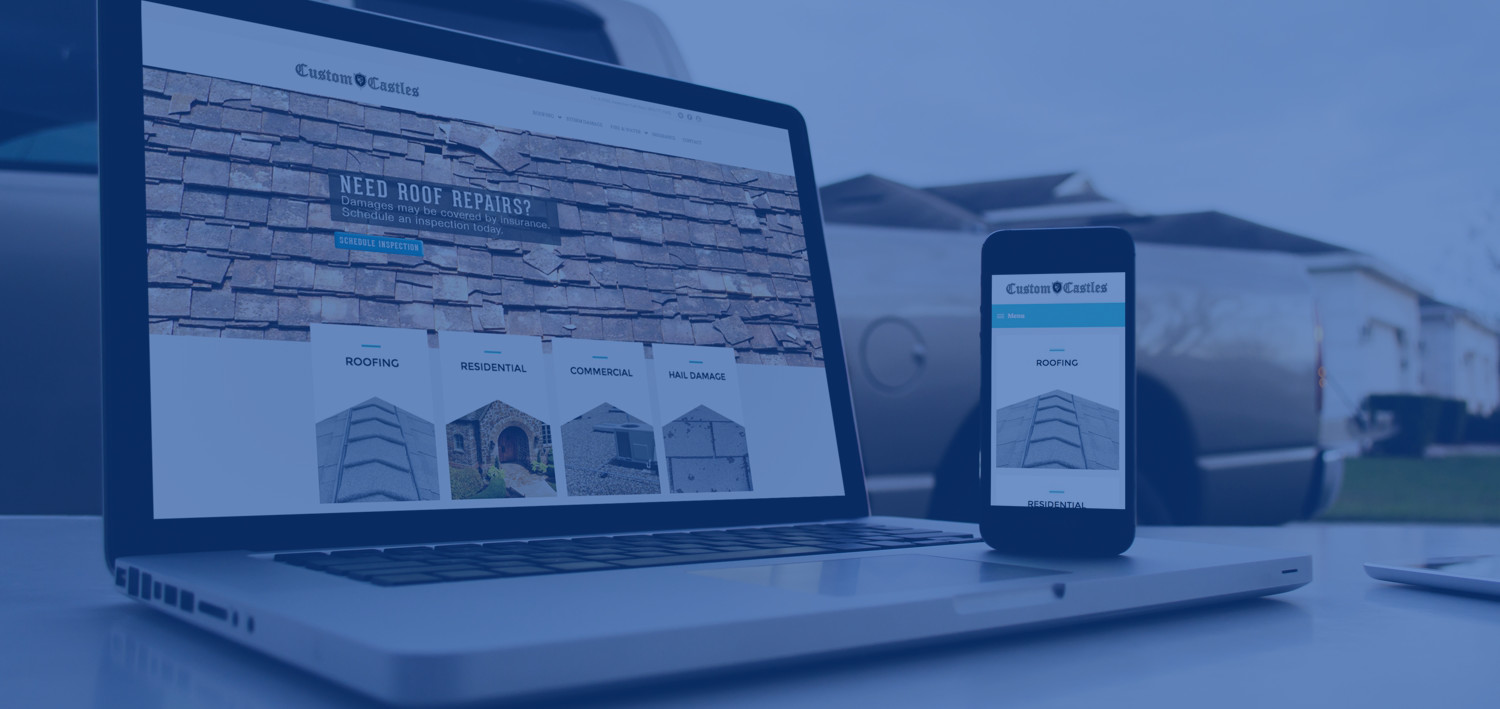 Custom Castles
NEED ROOF REPAIRS?
Damages may be covered by insurance.
Schedule an inspection today.
SCHEDULE INSPECTION
ROOFING
RESIDENTIAL
COMMERCIAL
HAIL DAMAGE
Custom Castles
Menu
ROOFING
RESIDENTIAL